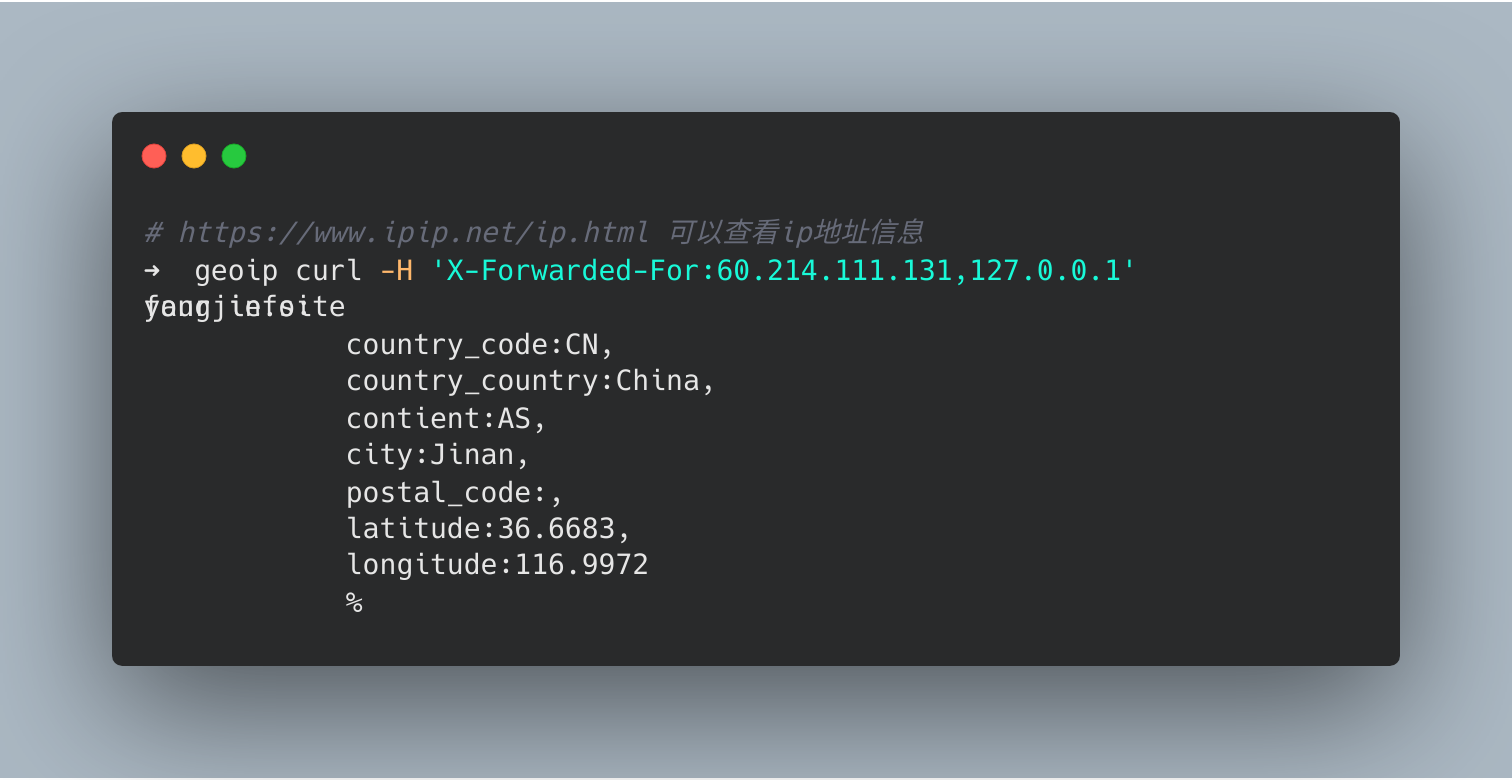 # https://www.ipip.net/ip.html 可以查看ip地址信息
➜  geoip curl -H 'X-Forwarded-For:60.214.111.131,127.0.0.1'
country_code:CN,
country_country:China,
contient:AS,
city:Jinan,
postal_code:,
latitude:36.6683,
longitude:116.9972
%